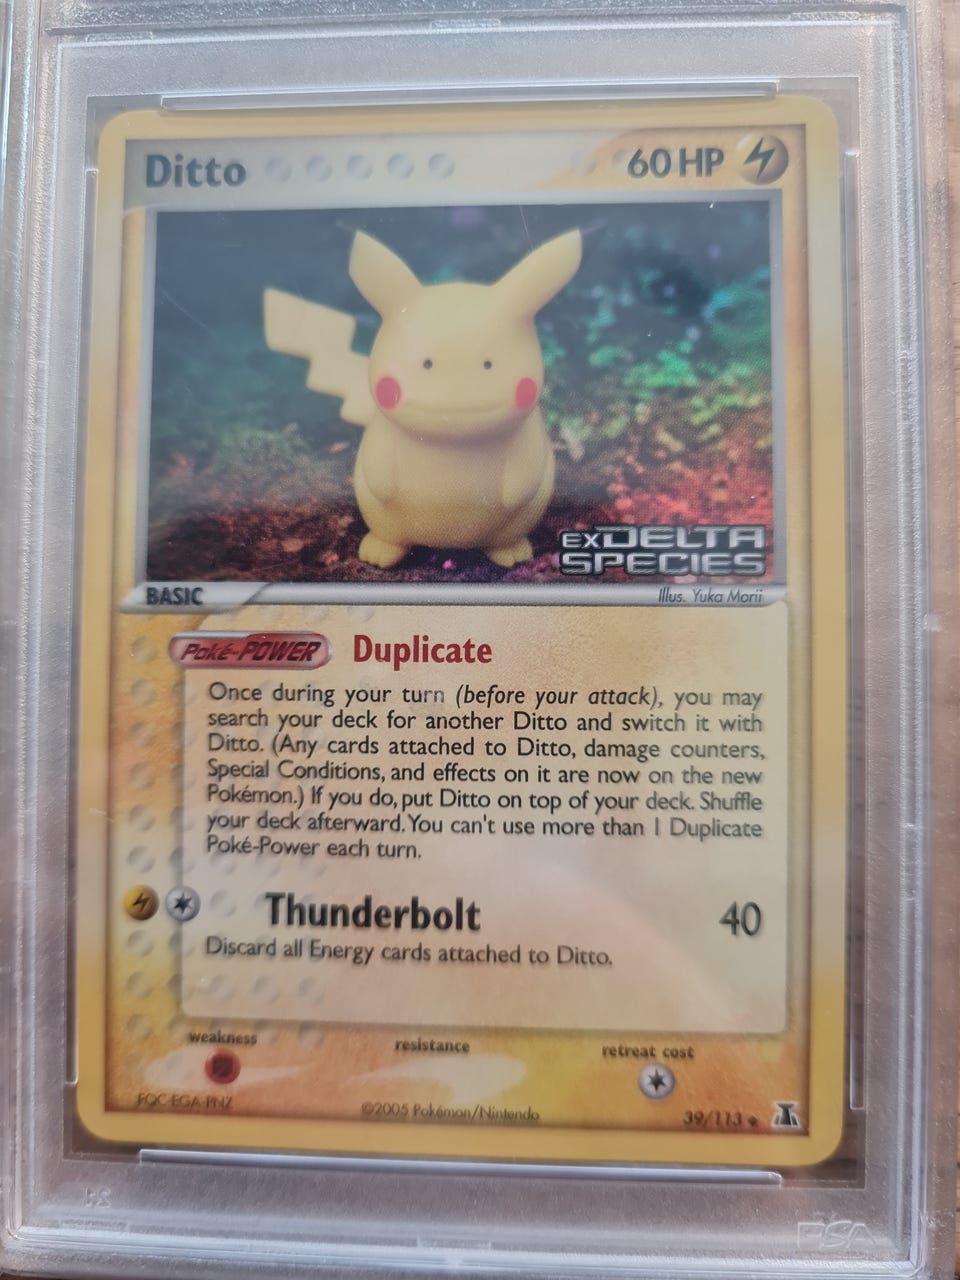 Ditto 60 HP
exDELTA
SPECIES
BASIC Illus. Yuka Morii
Poké-POWER Duplicate
Once during your turn (before your attack), you may
search your deck for another Ditto and switch it with
Ditto. (Any cards attached to Ditto, damage counters,
Special Conditions, and effects on it are now on the new
Pokémon.) If you do, put Ditto on top of your deck. Shuffle
your deck afterward. You can't use more than 1 Duplicate
Poké-Power each turn.
Thunderbolt 40
Discard all Energy cards attached to Ditto.
weakness resistance retreat cost
©2005 Pokémon/Nintendo
39/113
PSA